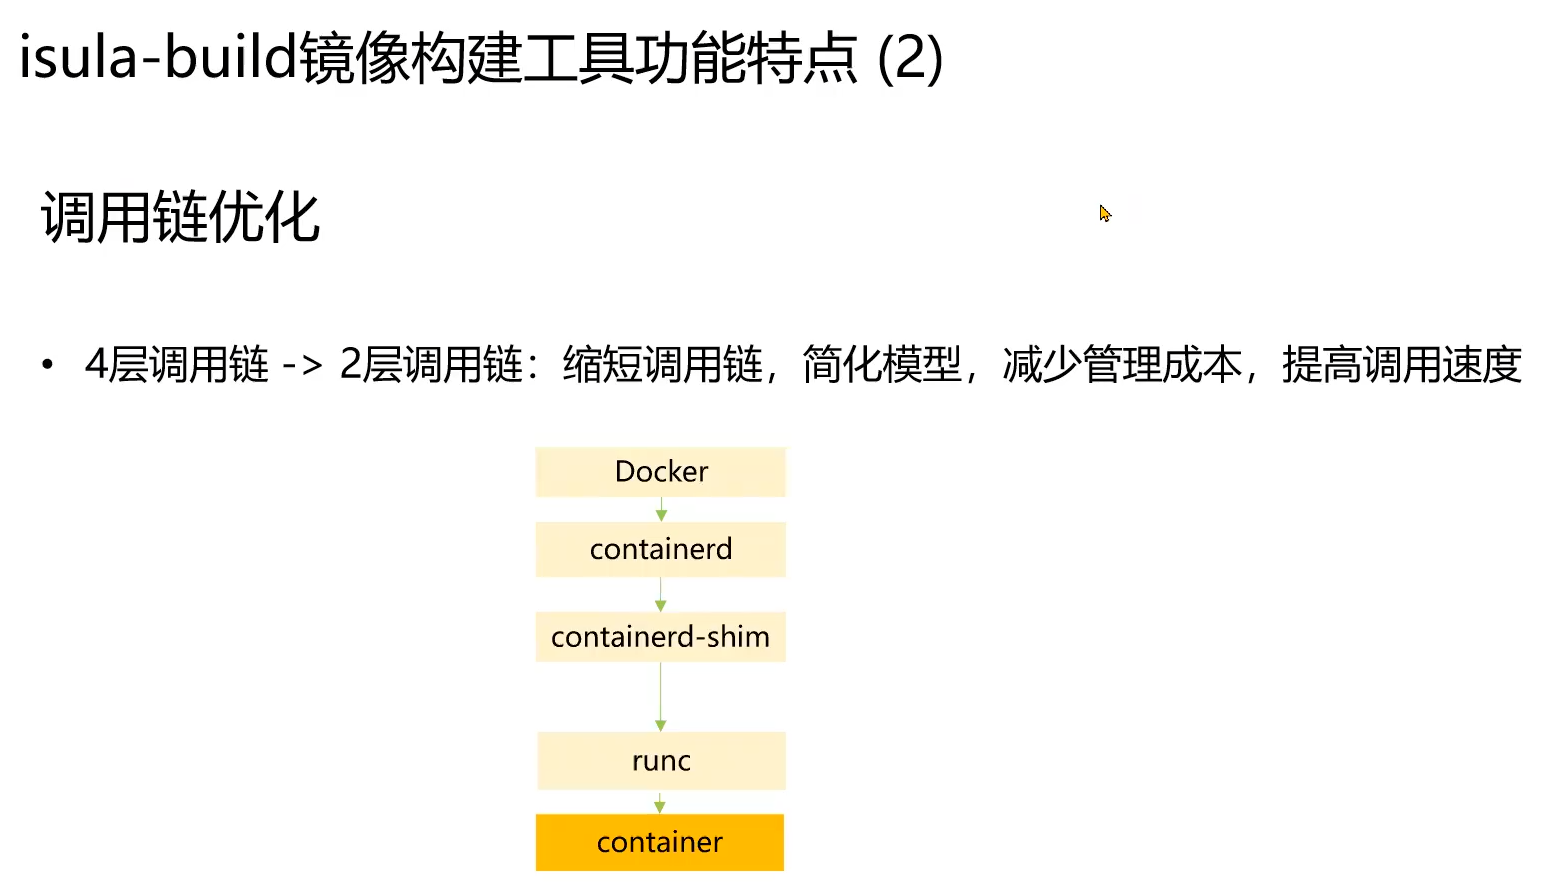 isula-build镜像构建工具功能特点 (2)
调用链优化
• 4层调用链 -> 2层调用链：缩短调用链，简化模型，减少管理成本，提高调用速度
Docker
containerd
containerd-shim
runc
container